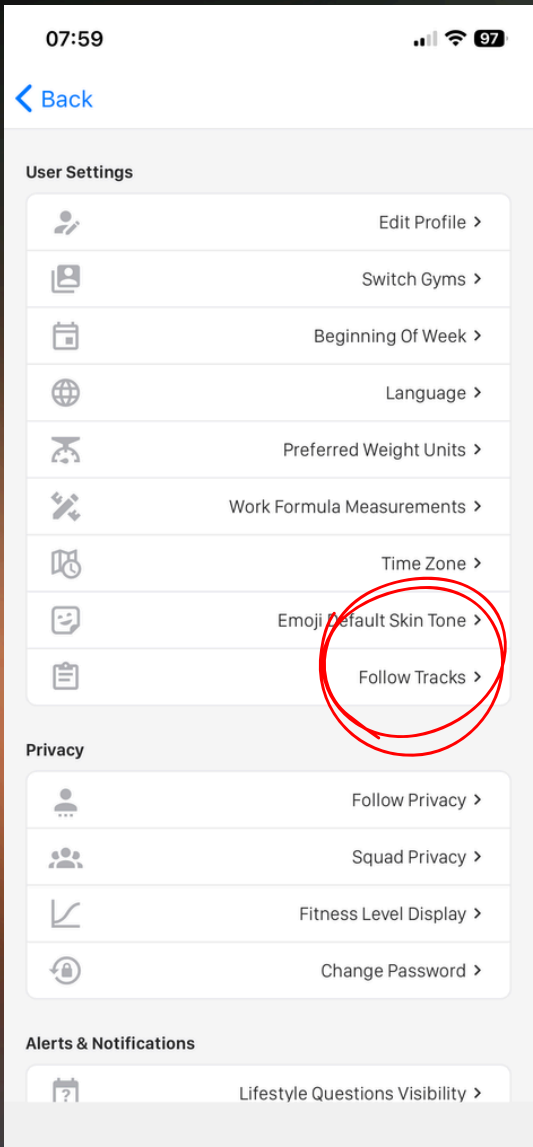 07:59
97
Back
User Settings
Edit Profile
Switch Gyms
Beginning Of Week
Language
Preferred Weight Units
Work Formula Measurements
Time Zone
Emoji Default Skin Tone
Follow Tracks
Privacy
Follow Privacy
Squad Privacy
Fitness Level Display
Change Password
Alerts & Notifications
Lifestyle Questions Visibility